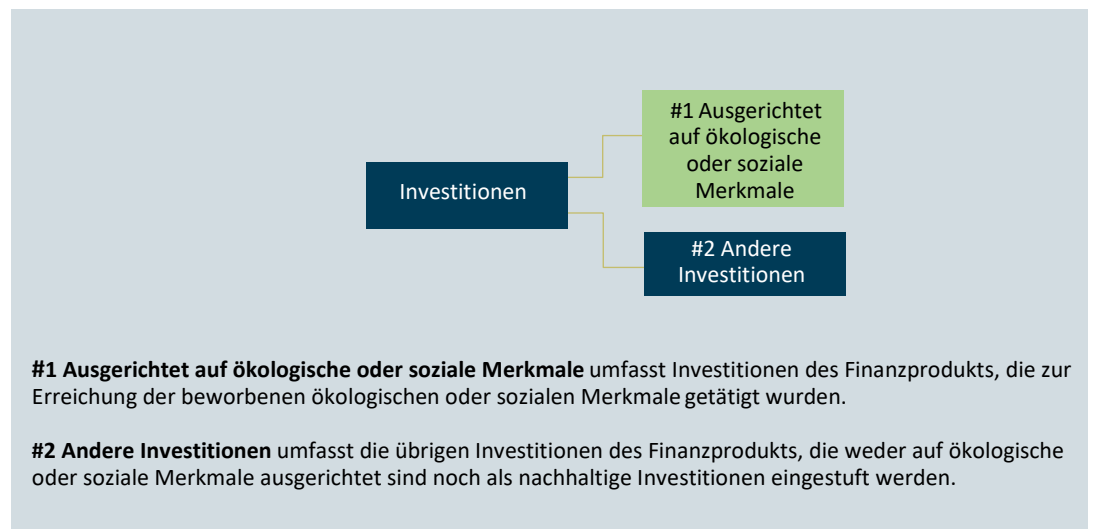 #1 Ausgerichtet
auf ökologische
oder soziale
Merkmale
Investitionen
#2 Andere
Investitionen
#1 Ausgerichtet auf ökologische oder soziale Merkmale umfasst Investitionen des Finanzprodukts, die zur
Erreichung der beworbenen ökologischen oder sozialen Merkmale getätigt wurden.
#2 Andere Investitionen umfasst die übrigen Investitionen des Finanzprodukts, die weder auf ökologische
oder soziale Merkmale ausgerichtet sind noch als nachhaltige Investitionen eingestuft werden.